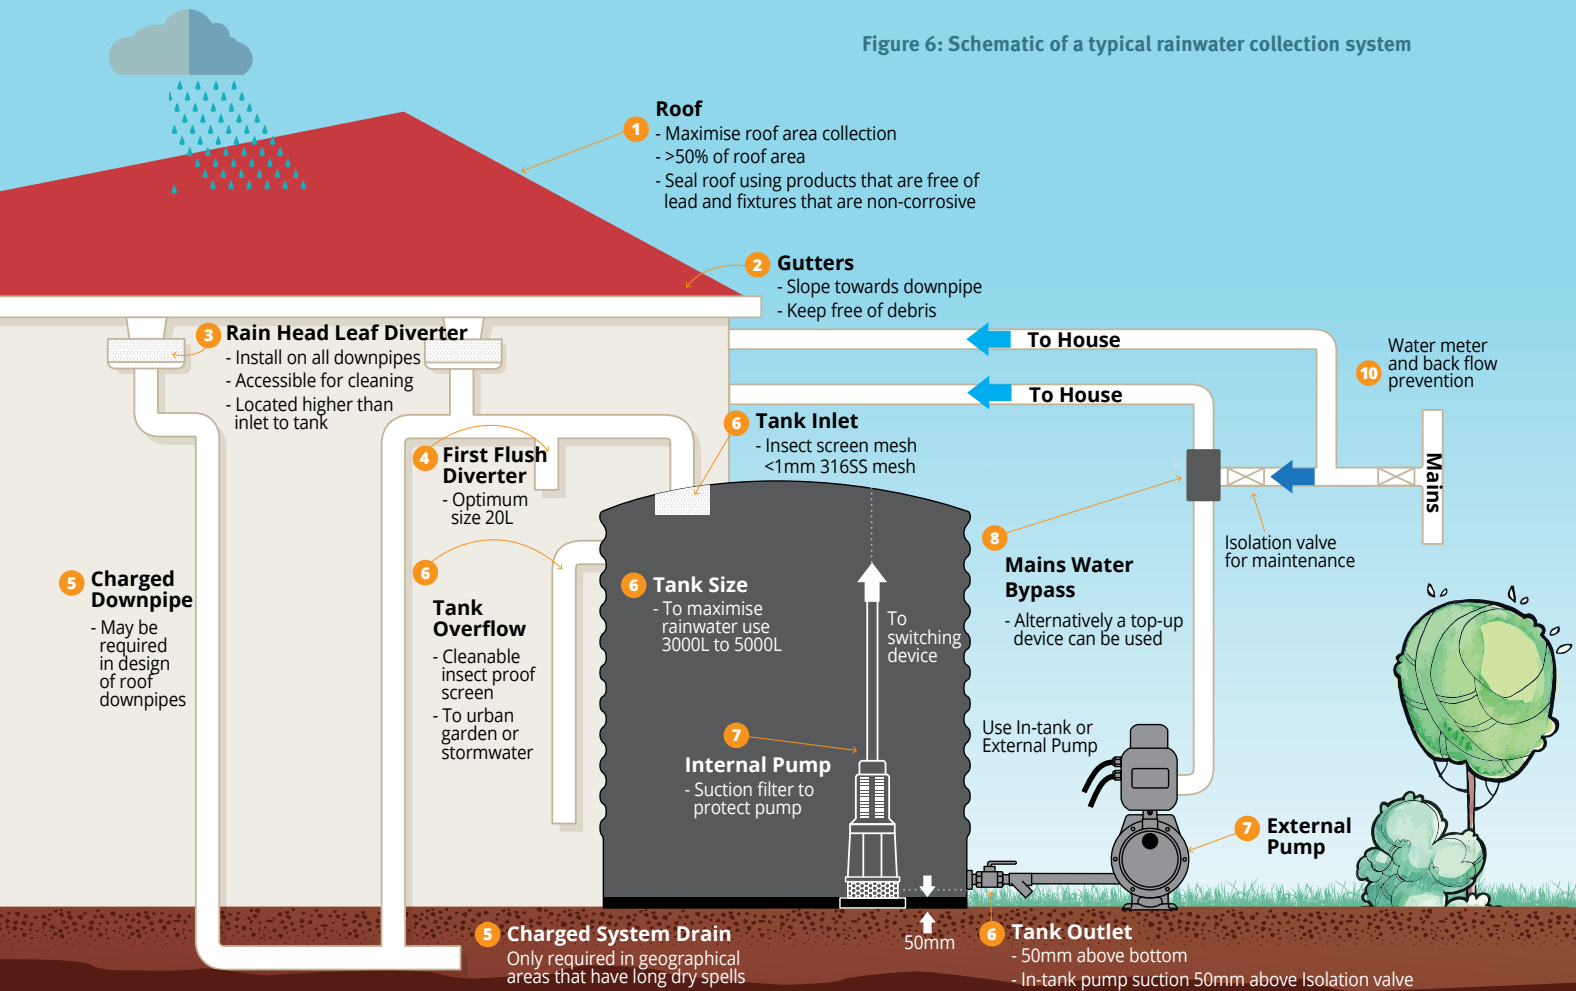 Figure 6: Schematic of a typical rainwater collection system
1
Roof
- Maximise roof area collection
- >50% of roof area
- Seal roof using products that are free of
lead and fixtures that are non-corrosive
2
Gutters
- Slope towards downpipe
- Keep free of debris
3
Rain Head Leaf Diverter
- Install on all downpipes
- Accessible for cleaning
- Located higher than
inlet to tank
To House
To House
10
Water meter
and back flow
prevention
Mains
6
Tank Inlet
- Insect screen mesh
<1mm 316SS mesh
4
First Flush
Diverter
- Optimum
size 20L
8
Mains Water
Bypass
- Alternatively a top-up
device can be used
Isolation valve
for maintenance
5
Charged
Downpipe
- May be
required
in design
of roof
downpipes
6
Tank
Overflow
- Cleanable
insect proof
screen
- To urban
garden or
stormwater
6
Tank Size
- To maximise
rainwater use
3000L to 5000L
To
switching
device
7
Internal Pump
- Suction filter to
protect pump
Use In-tank or
External Pump
7
External
Pump
5
Charged System Drain
Only required in geographical
areas that have long dry spells
50mm
6
Tank Outlet
- 50mm above bottom
- In-tank pump suction 50mm above Isolation valve